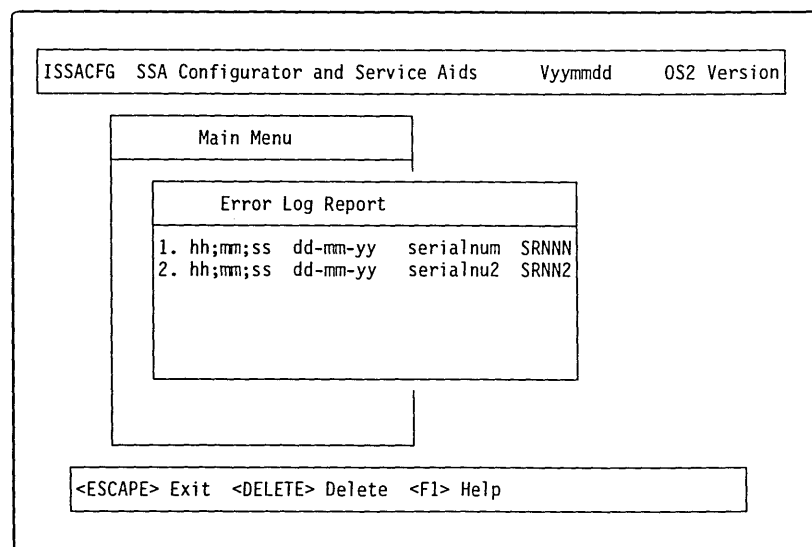 ISSACFG SSA Configurator and Service Aids Vyymmdd OS2 Version
Main Menu
Error Log Report
1. hh;mm;ss dd-mm-yy serialnum SRNNN
2. hh;mm;ss dd-mm-yy serialnu2 SRNN2
<ESCAPE> Exit <DELETE> Delete <F1> Help